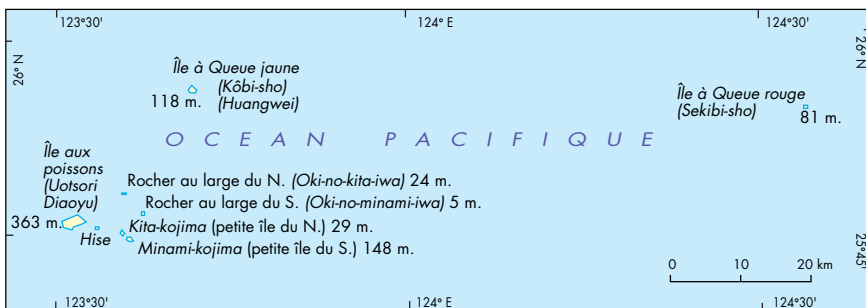 123°30'
124° E
124°30'
26° N
26° N
Île à Queue jaune
(Kôbi-sho)
(Huangwei)
118 m.
Île à Queue rouge
(Sekibi-sho)
81 m.
OCEAN PACIFIQUE
Île aux
poissons
(Uotsori
Diaoyu)
363 m.
Hise
Rocher au large du N. (Oki-no-kita-iwa) 24 m.
Rocher au large du S. (Oki-no-minami-iwa) 5 m.
Kita-kojima (petite île du N.) 29 m.
Minami-kojima (petite île du S.) 148 m.
25°45'
0 10 20 km
123°30'
124° E
124°30'